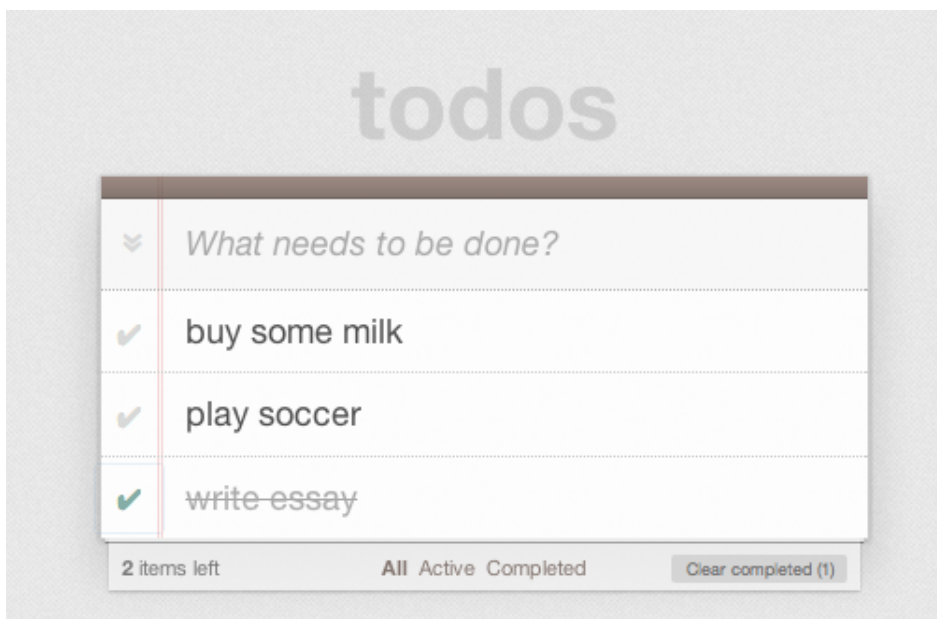 todos
What needs to be done?
buy some milk
play soccer
write essay
2 items left All Active Completed Clear completed (1)